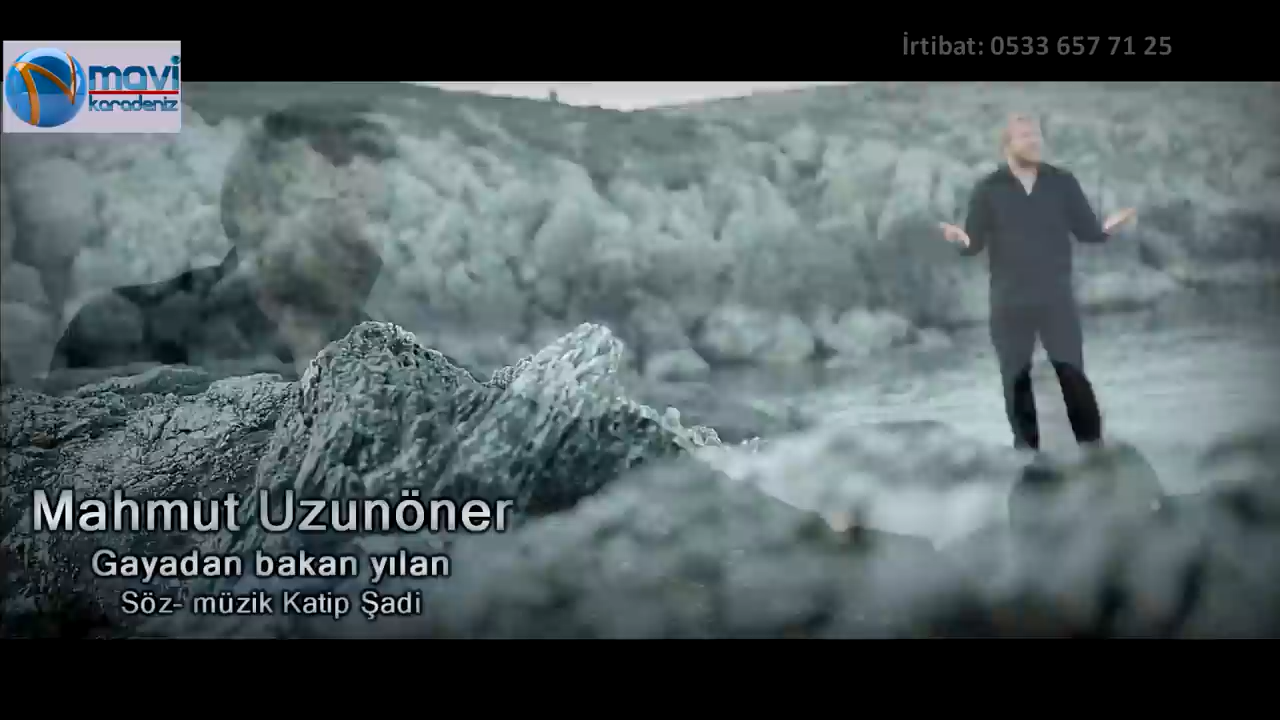 İrtibat: 0533 657 71 25
mavi
karadeniz
Mahmut Uzunöner
Gayadan bakan yılan
Söz- müzik Katip Şadi